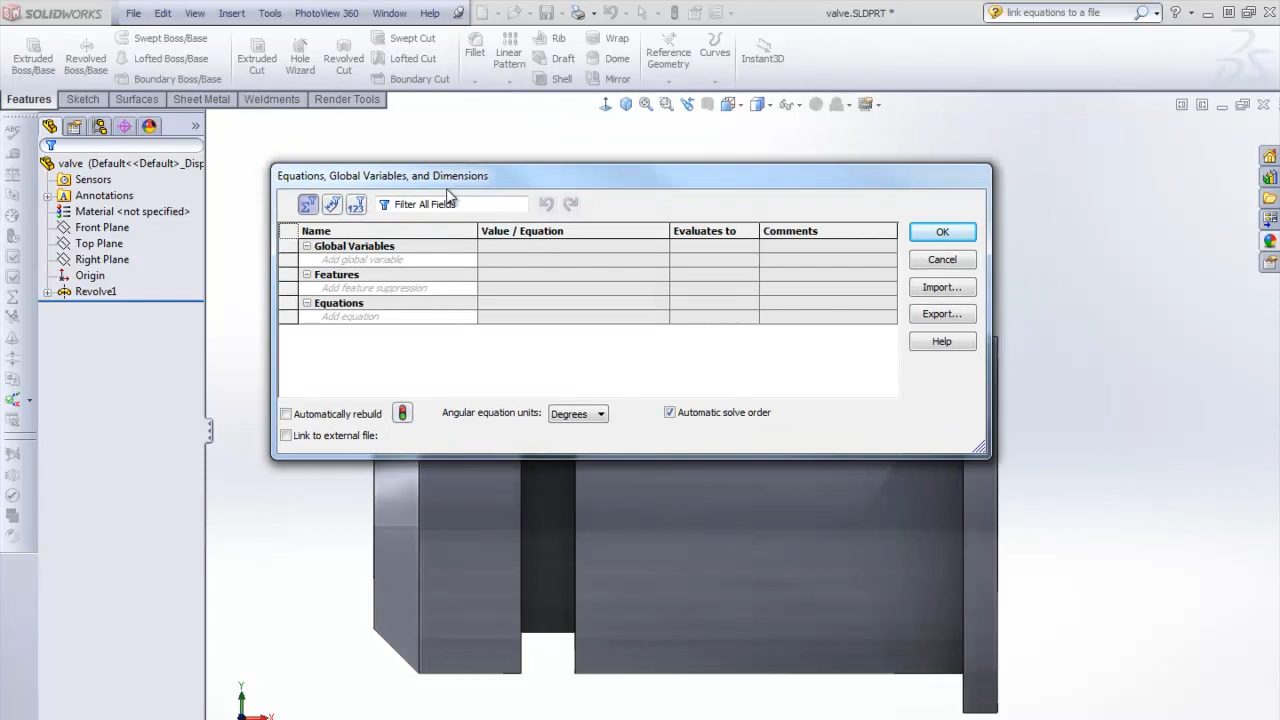 SOLIDWORKS File Edit View Insert Tools PhotoView 360 Window Help valve.SLDPRT * link equations to a file
Extruded Boss/Base
Revolved Boss/Base
Swept Boss/Base
Lofted Boss/Base
Boundary Boss/Base
Extruded Cut
Hole Wizard
Revolved Cut
Swept Cut
Lofted Cut
Boundary Cut
Fillet
Linear Pattern
Rib
Draft
Shell
Wrap
Dome
Mirror
Reference Geometry
Curves
Instant3D
Features Sketch Surfaces Sheet Metal Weldments Render Tools
valve (Default<<Default>_Disp
Sensors
Annotations
Material <not specified>
Front Plane
Top Plane
Right Plane
Origin
Revolve1
Equations, Global Variables, and Dimensions
Filter All Fields
Name Value / Equation Evaluates to Comments
Global Variables
Add global variable
Features
Add feature suppression
Equations
Add equation
OK
Cancel
Import...
Export...
Help
Automatically rebuild Angular equation units: Degrees Automatic solve order
Link to external file:
Y
X